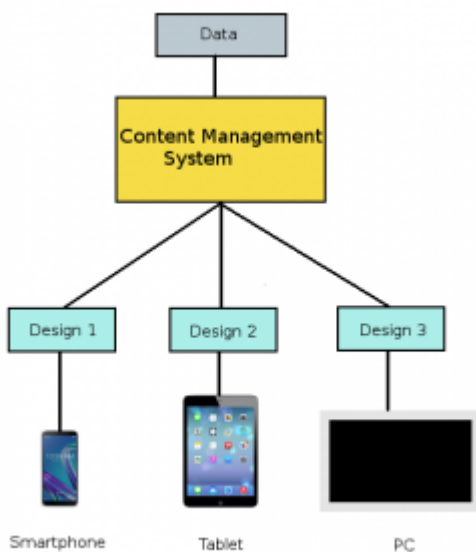 Data
Content Management
System
Design 1
Design 2
Design 3
Smartphone
Tablet
PC